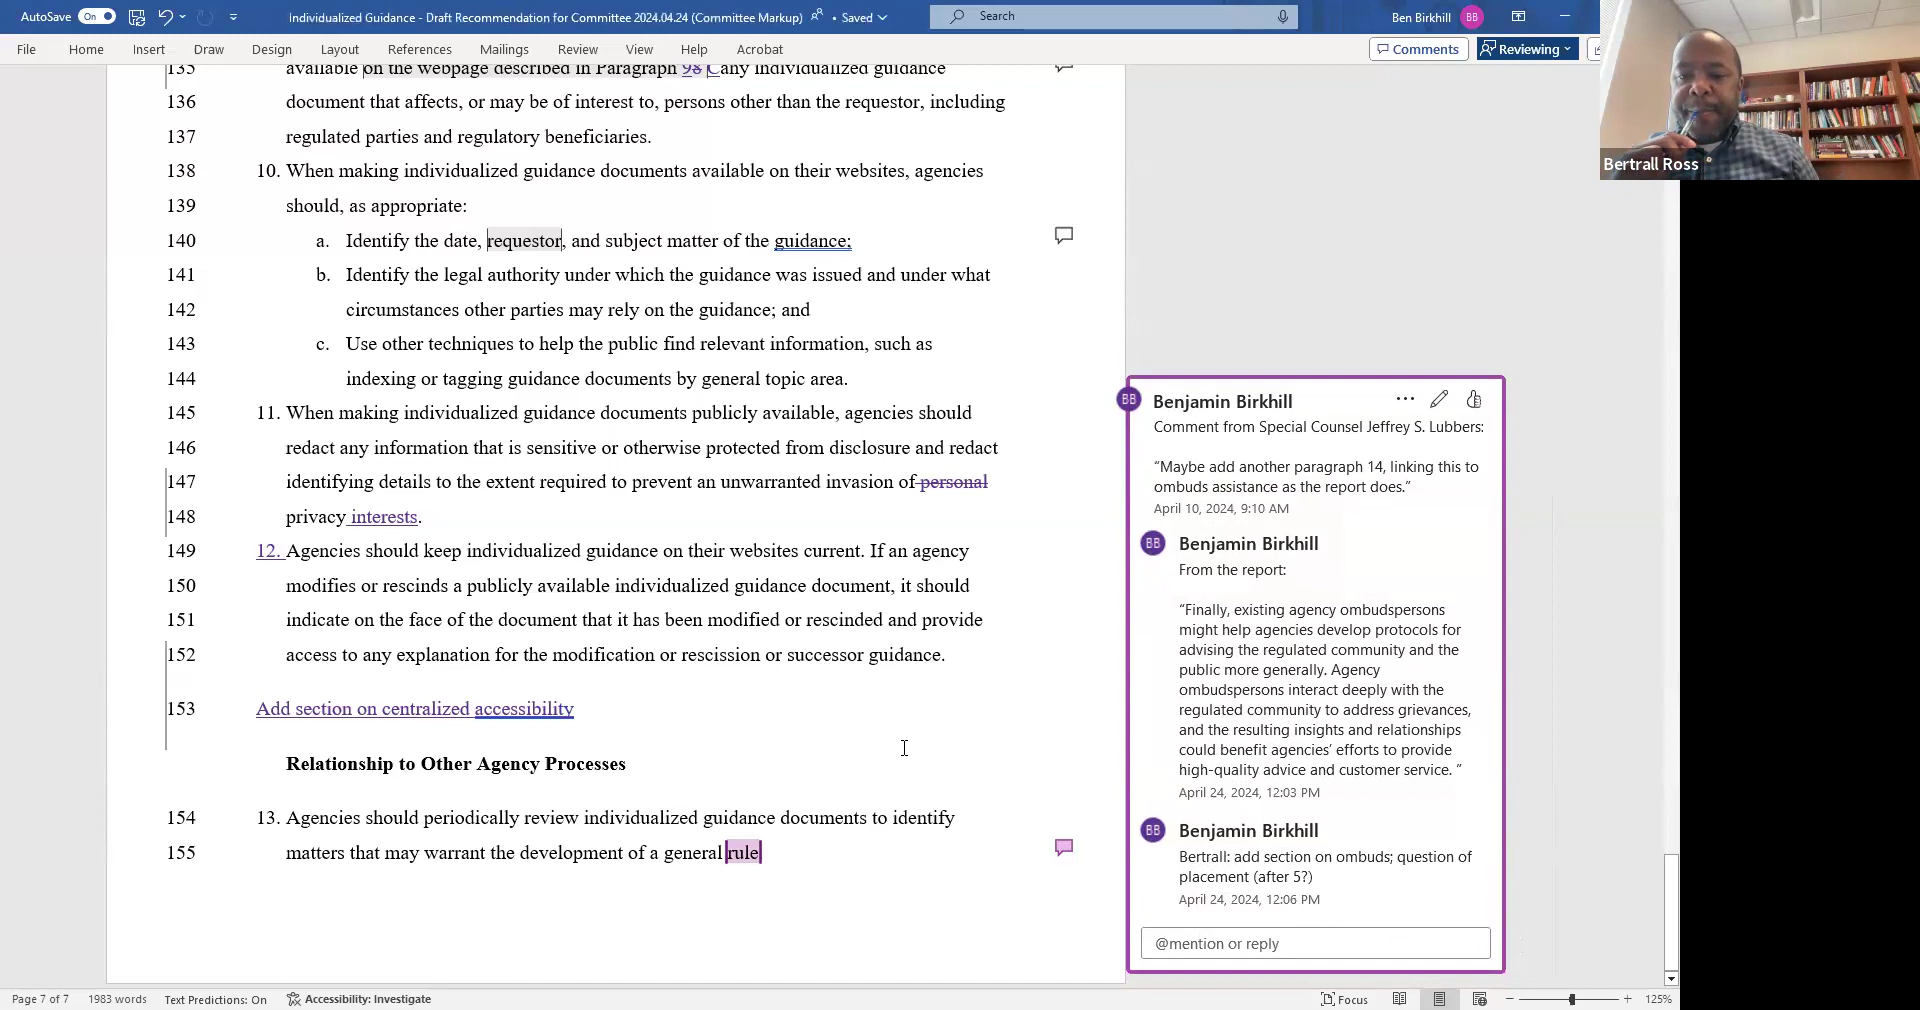 AutoSave On Individualized Guidance - Draft Recommendation for Committee 2024.04.24 (Committee Markup) • Saved Search Ben Birkhill BB
File Home Insert Draw Design Layout References Mailings Review View Help Acrobat Comments Reviewing
135 available on the webpage described in Paragraph 98 Cany individualized guidance
136 document that affects, or may be of interest to, persons other than the requestor, including
137 regulated parties and regulatory beneficiaries.
138 10. When making individualized guidance documents available on their websites, agencies
139 should, as appropriate:
140 a. Identify the date, requestor, and subject matter of the guidance;
141 b. Identify the legal authority under which the guidance was issued and under what
142 circumstances other parties may rely on the guidance; and
143 c. Use other techniques to help the public find relevant information, such as
144 indexing or tagging guidance documents by general topic area.
145 11. When making individualized guidance documents publicly available, agencies should
146 redact any information that is sensitive or otherwise protected from disclosure and redact
147 identifying details to the extent required to prevent an unwarranted invasion of personal
148 privacy interests.
149 12. Agencies should keep individualized guidance on their websites current. If an agency
150 modifies or rescinds a publicly available individualized guidance document, it should
151 indicate on the face of the document that it has been modified or rescinded and provide
152 access to any explanation for the modification or rescission or successor guidance.
153 Add section on centralized accessibility
Relationship to Other Agency Processes
154 13. Agencies should periodically review individualized guidance documents to identify
155 matters that may warrant the development of a general rule
BB Benjamin Birkhill
Comment from Special Counsel Jeffrey S. Lubbers:
“Maybe add another paragraph 14, linking this to
ombuds assistance as the report does.”
April 10, 2024, 9:10 AM
BB Benjamin Birkhill
From the report:
“Finally, existing agency ombudspersons
might help agencies develop protocols for
advising the regulated community and the
public more generally. Agency
ombudspersons interact deeply with the
regulated community to address grievances,
and the resulting insights and relationships
could benefit agencies’ efforts to provide
high-quality advice and customer service. ”
April 24, 2024, 12:03 PM
BB Benjamin Birkhill
Bertrall: add section on ombuds; question of
placement (after 5?)
April 24, 2024, 12:06 PM
@mention or reply
Bertrall Ross
Page 7 of 7 1983 words Text Predictions: On Accessibility: Investigate Focus 125%